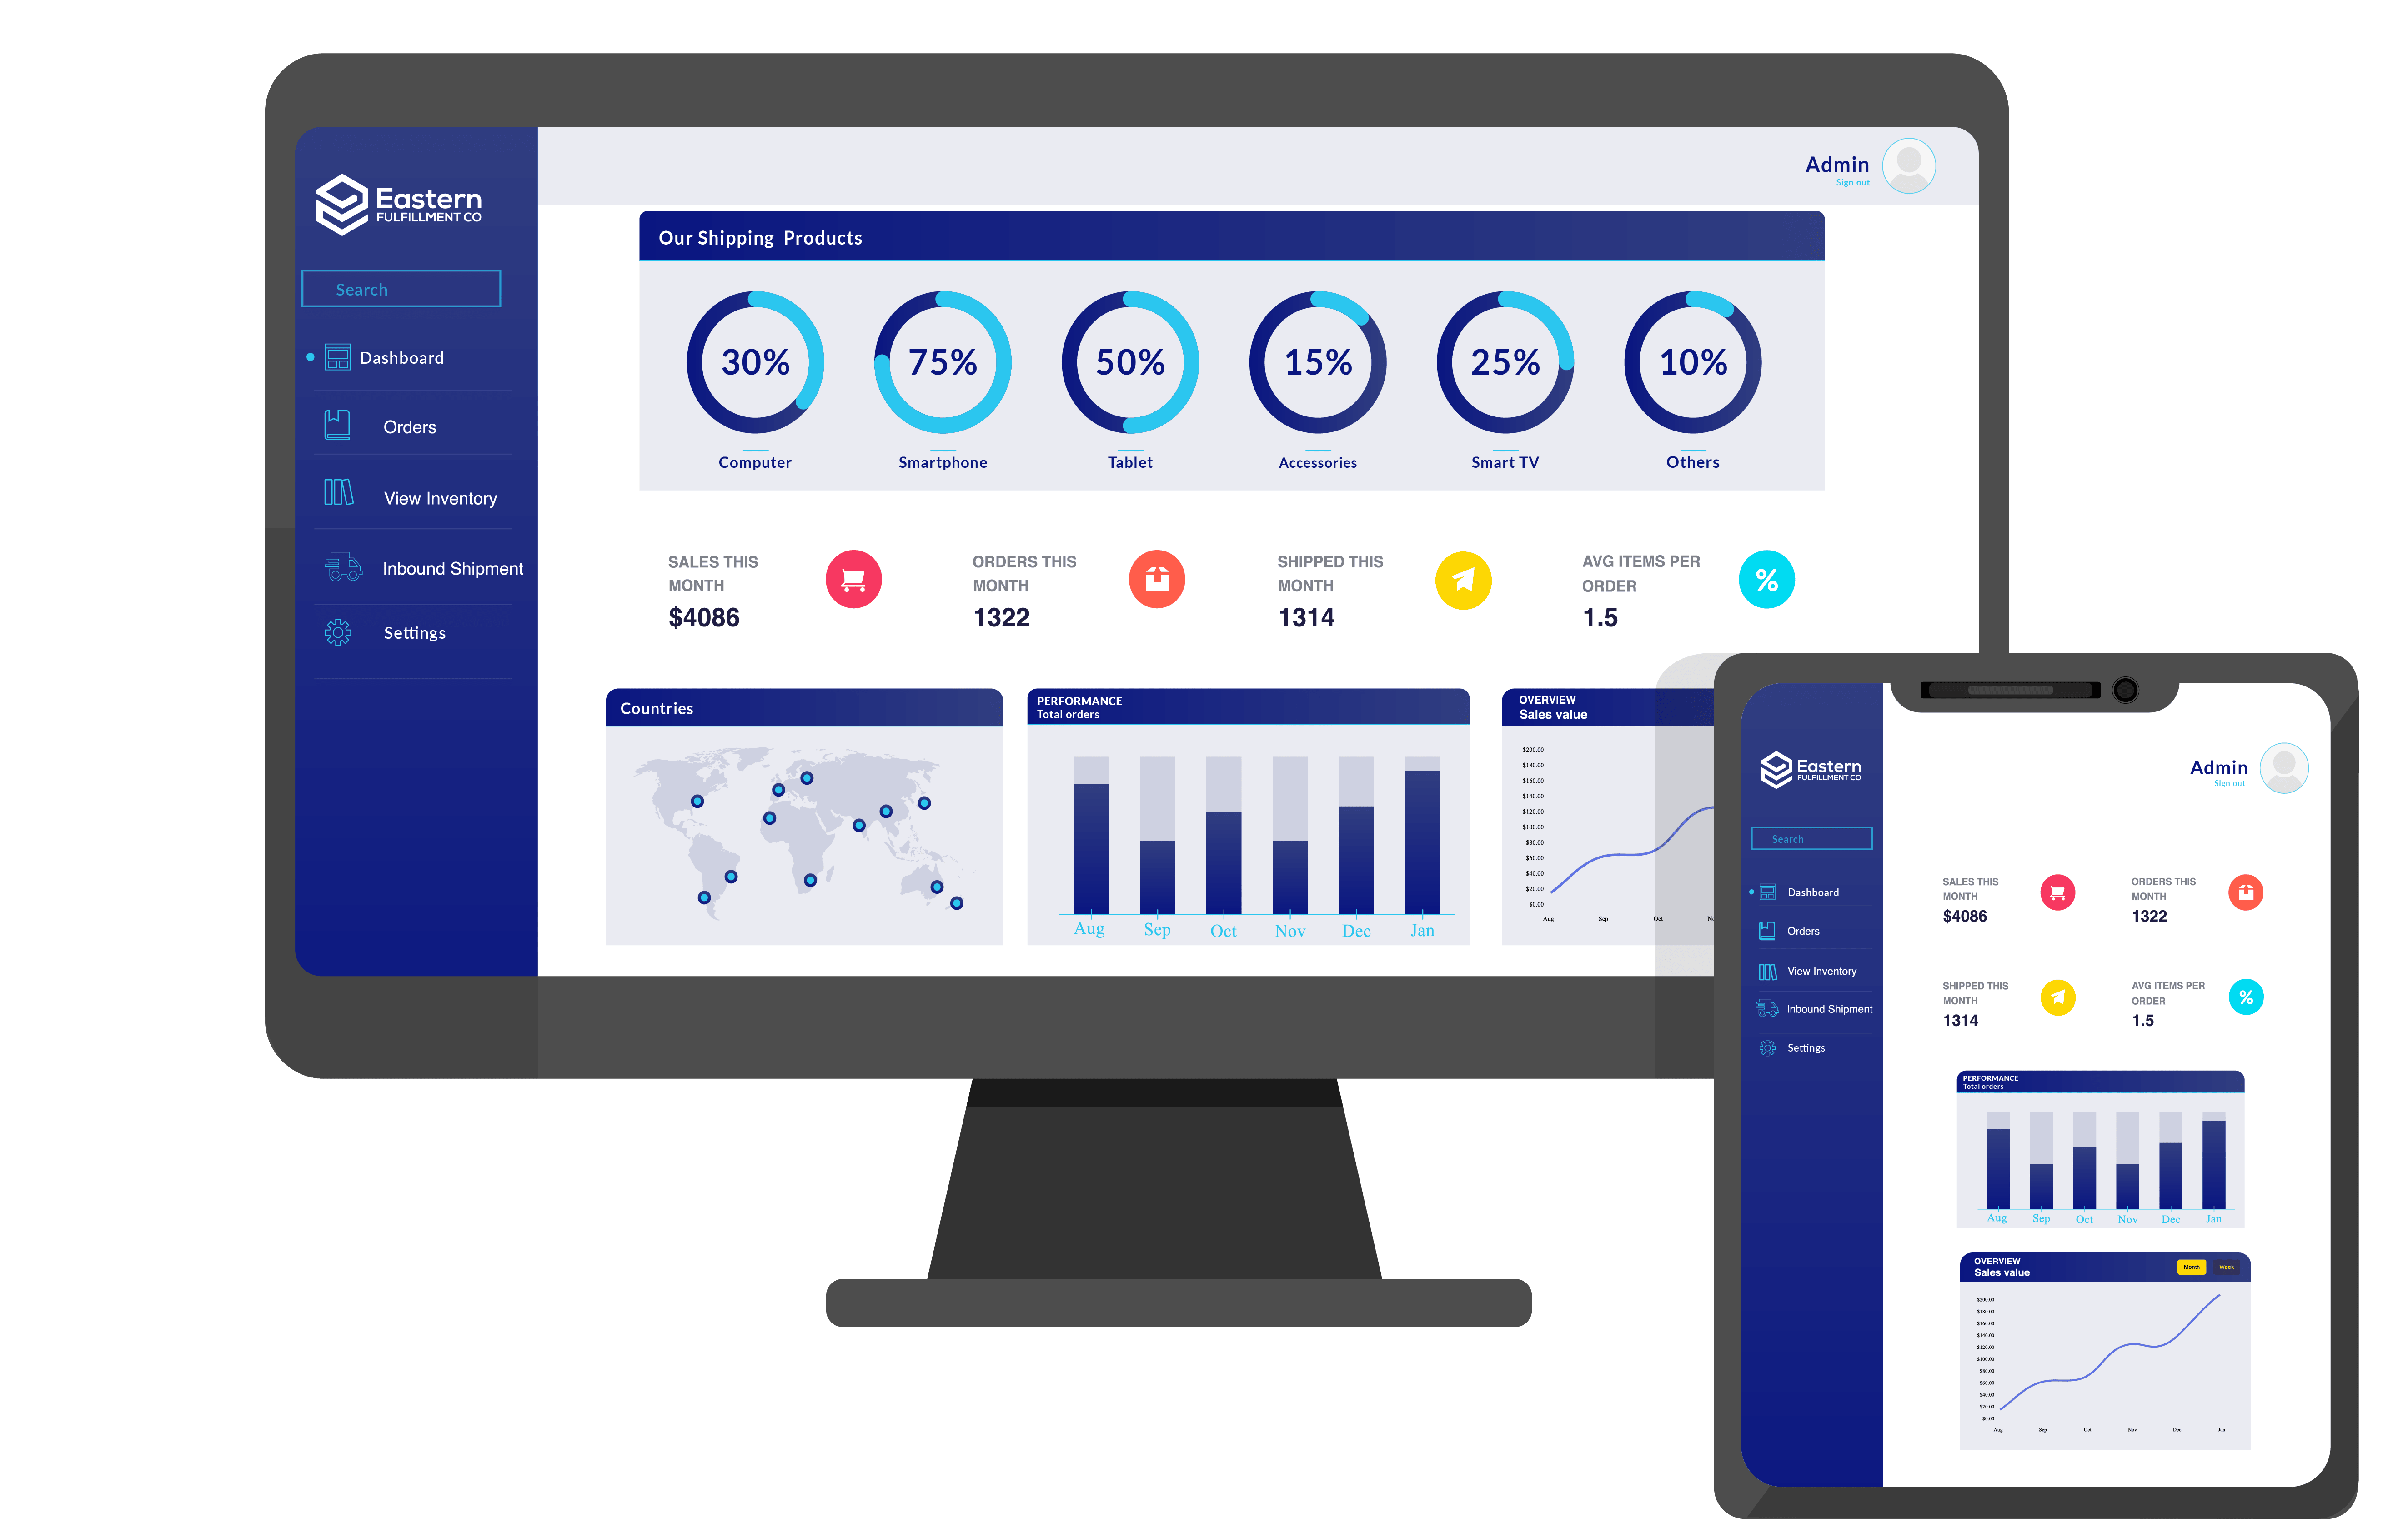 Eastern
FULFILLMENT CO
Search
Dashboard
Orders
View Inventory
Inbound Shipment
Settings
Admin
Sign out
Our Shipping Products
30% 75% 50% 15% 25% 10%
Computer Smartphone Tablet Accessories Smart TV Others
SALES THIS
MONTH
$4086
ORDERS THIS
MONTH
1322
SHIPPED THIS
MONTH
1314
AVG ITEMS PER
ORDER
1.5
%
Countries
PERFORMANCE
Total orders
Aug Sep Oct Nov Dec Jan
OVERVIEW
Sales value
$200.00
$180.00
$160.00
$140.00
$120.00
$100.00
$80.00
$60.00
$40.00
$20.00
$0.00
Aug Sep Oct
Eastern
FULFILLMENT CO
Search
Dashboard
Orders
View Inventory
Inbound Shipment
Settings
Admin
Sign out
SALES THIS
MONTH
$4086
ORDERS THIS
MONTH
1322
SHIPPED THIS
MONTH
1314
AVG ITEMS PER
ORDER
1.5
%
PERFORMANCE
Total orders
Aug Sep Oct Nov Dec Jan
OVERVIEW
Sales value
Month Week
$200.00
$180.00
$160.00
$140.00
$120.00
$100.00
$80.00
$60.00
$40.00
$20.00
$0.00
Aug Sep Oct Nov Dec Jan